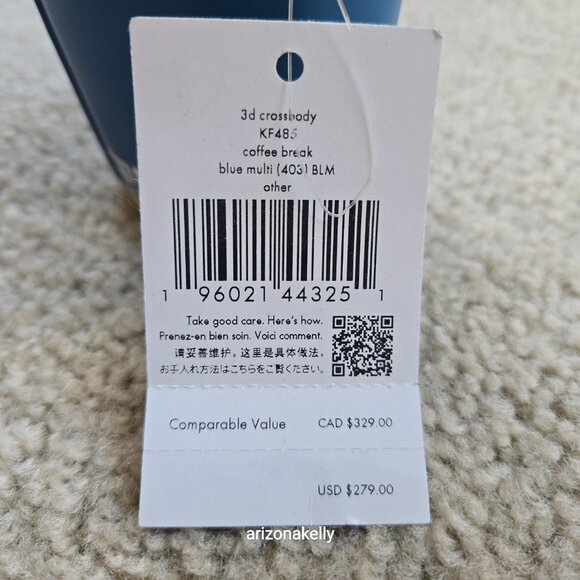 3d crossbody
KF485
coffee break
blue multi (403) BLM
other
1 96021 44325 1
Take good care. Here's how.
Prenez-en bien soin. Voici comment.
请妥善维护。这里是具体做法。
お手入れ方法はこちらをご覧ください。
Comparable Value CAD $329.00
USD $279.00
arizonakelly